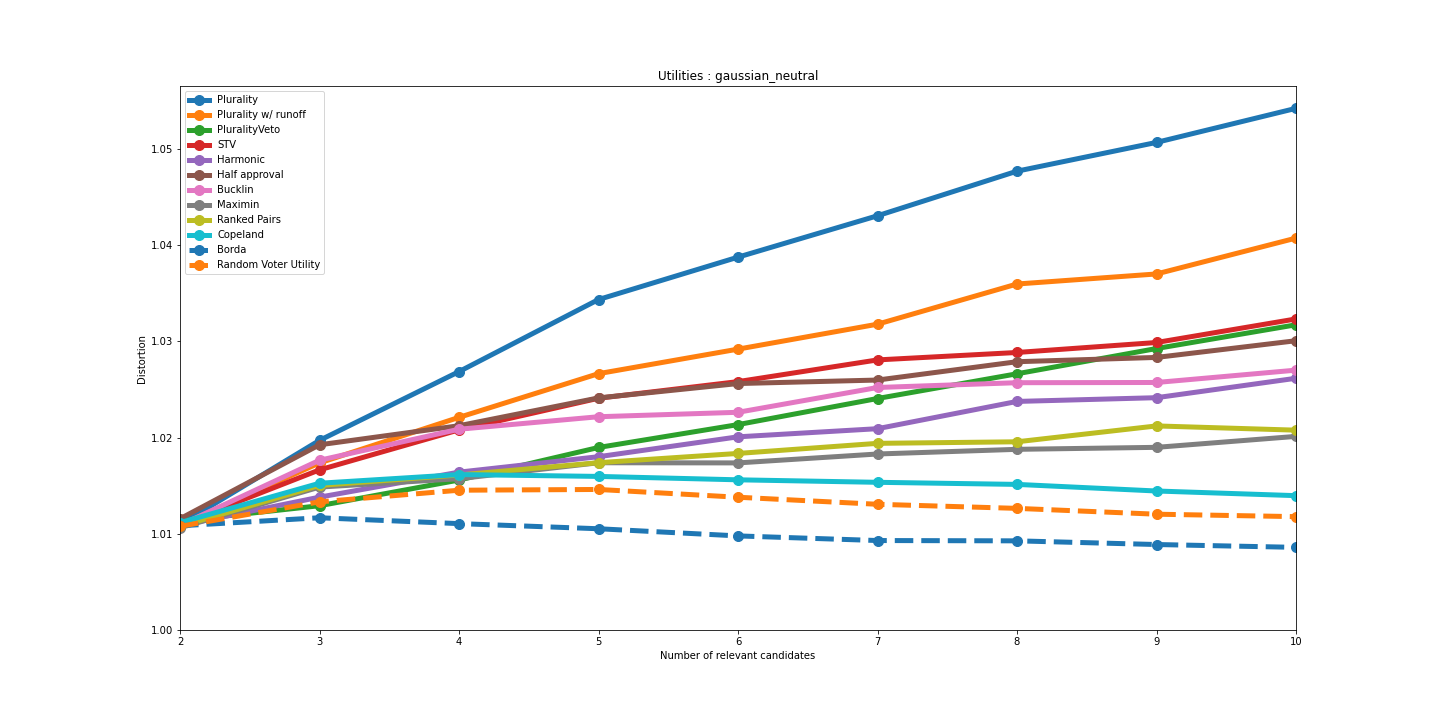 Utilities : gaussian_neutral
Plurality
Plurality w/ runoff
PluralityVeto
STV
Harmonic
Half approval
Bucklin
Maximin
Ranked Pairs
Copeland
Borda
Random Voter Utility
Distortion
1.05
1.04
1.03
1.02
1.01
1.00
2 3 4 5 6 7 8 9 10
Number of relevant candidates